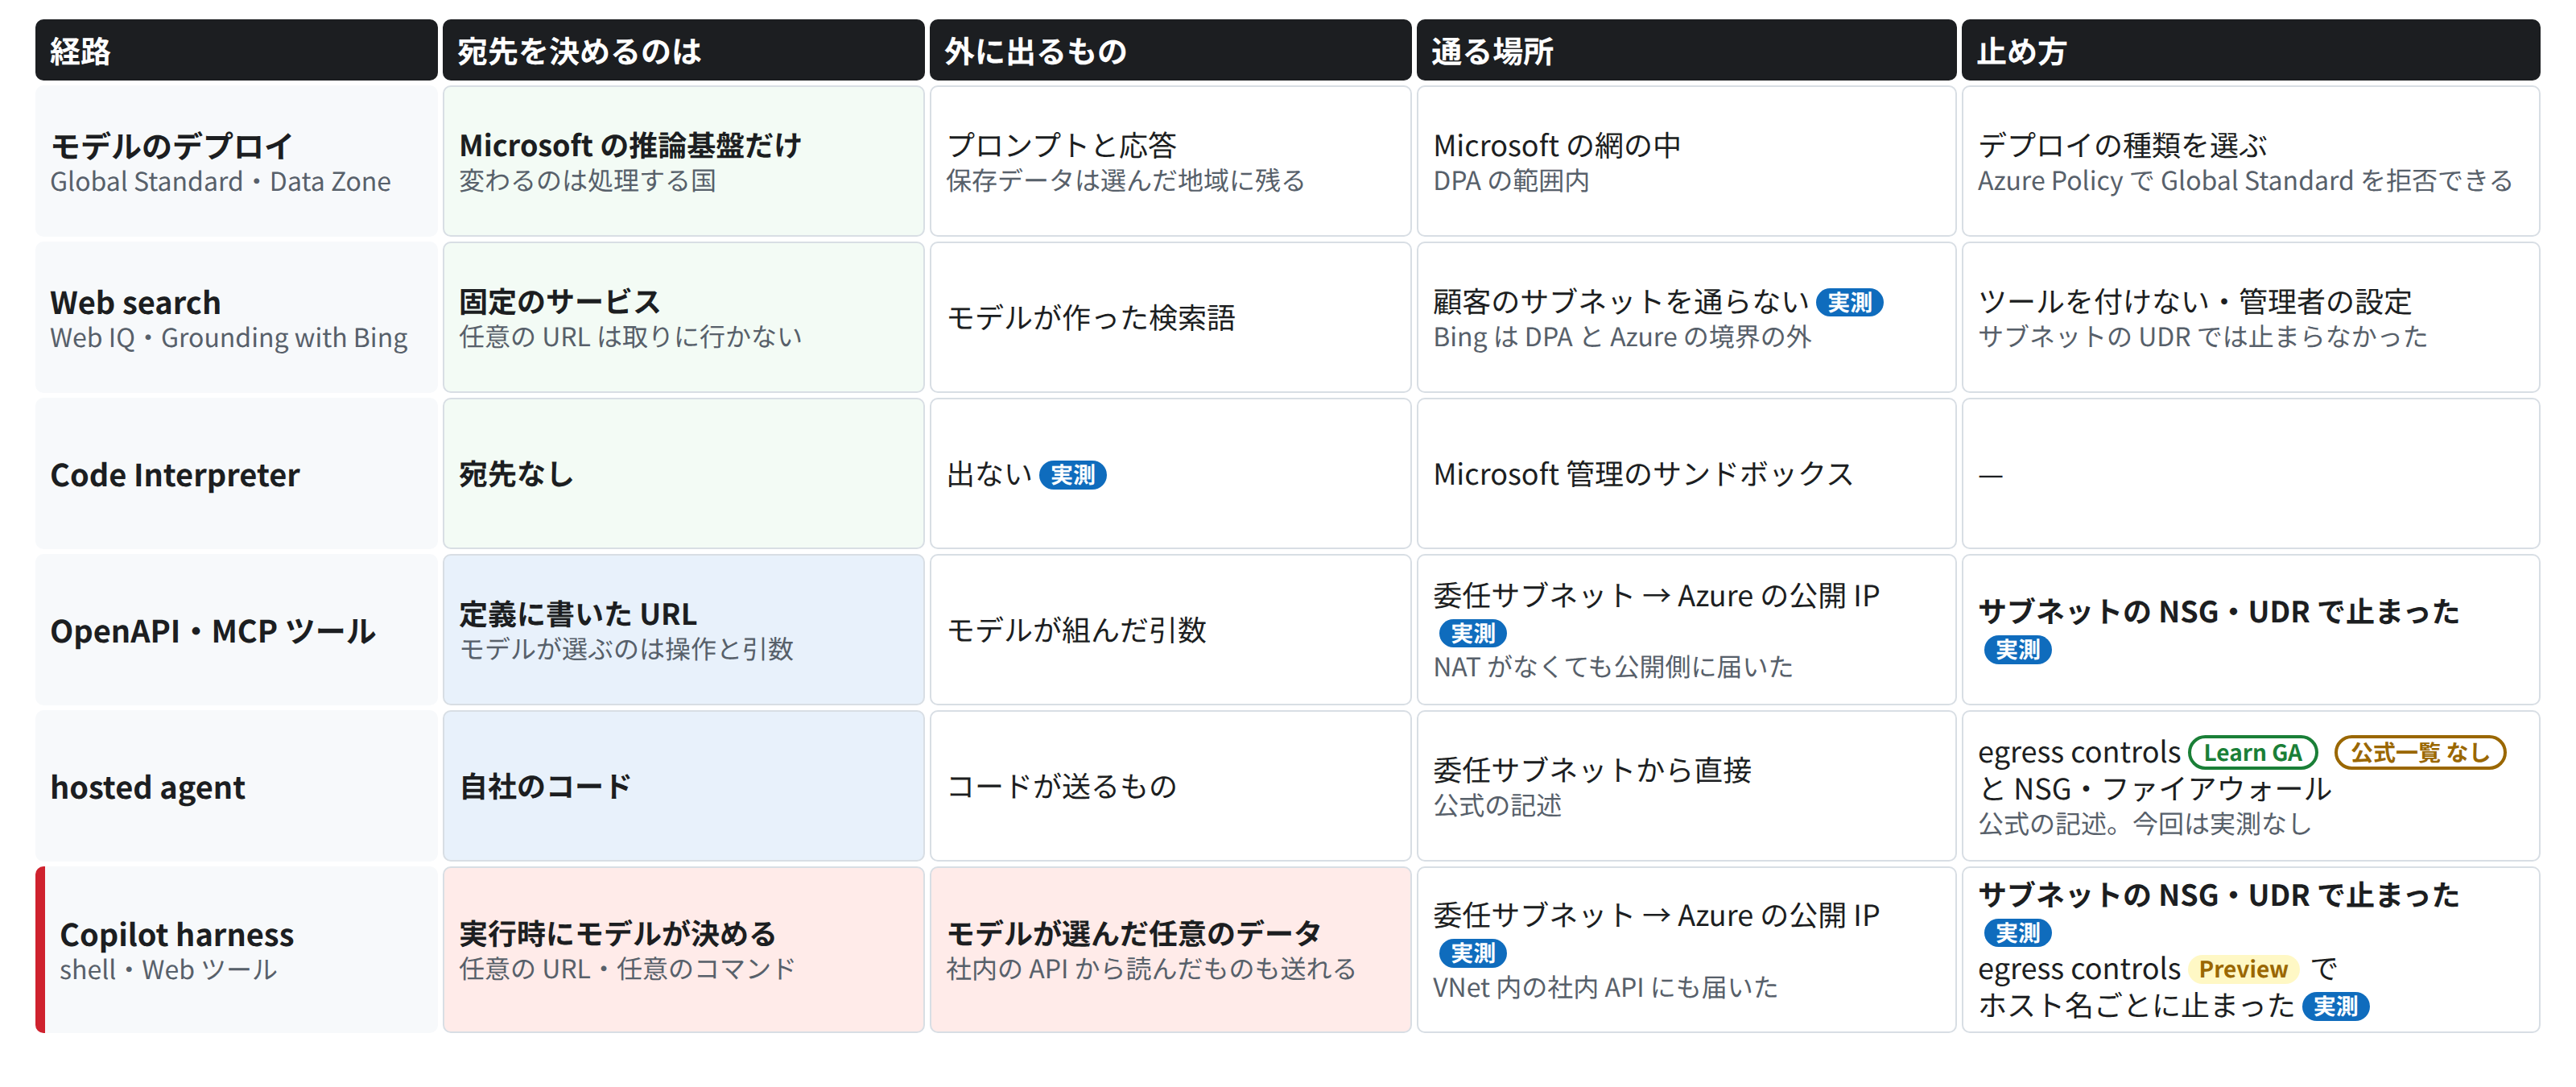 経路
宛先を決めるのは
外に出るもの
通る場所
止め方
モデルのデプロイ
Global Standard・Data Zone
Microsoft の推論基盤だけ
変わるのは処理する国
プロンプトと応答
保存データは選んだ地域に残る
Microsoft の網の中
DPA の範囲内
デプロイの種類を選ぶ
Azure Policy で Global Standard を拒否できる
Web search
Web IQ・Grounding with Bing
固定のサービス
任意の URL は取りに行かない
モデルが作った検索語
顧客のサブネットを通らない 実測
Bing は DPA と Azure の境界の外
ツールを付けない・管理者の設定
サブネットの UDR では止まらなかった
Code Interpreter
宛先なし
出ない 実測
Microsoft 管理のサンドボックス
—
OpenAPI・MCP ツール
定義に書いた URL
モデルが選ぶのは操作と引数
モデルが組んだ引数
委任サブネット → Azure の公開 IP
実測
NAT がなくても公開側に届いた
サブネットの NSG・UDR で止まった
実測
hosted agent
自社のコード
コードが送るもの
委任サブネットから直接
公式の記述
egress controls Learn GA 公式一覧 なし
と NSG・ファイアウォール
公式の記述。今回は実測なし
Copilot harness
shell・Web ツール
実行時にモデルが決める
任意の URL・任意のコマンド
モデルが選んだ任意のデータ
社内の API から読んだものも送れる
委任サブネット → Azure の公開 IP
実測
VNet 内の社内 API にも届いた
サブネットの NSG・UDR で止まった
実測
egress controls Preview で
ホスト名ごとに止まった 実測